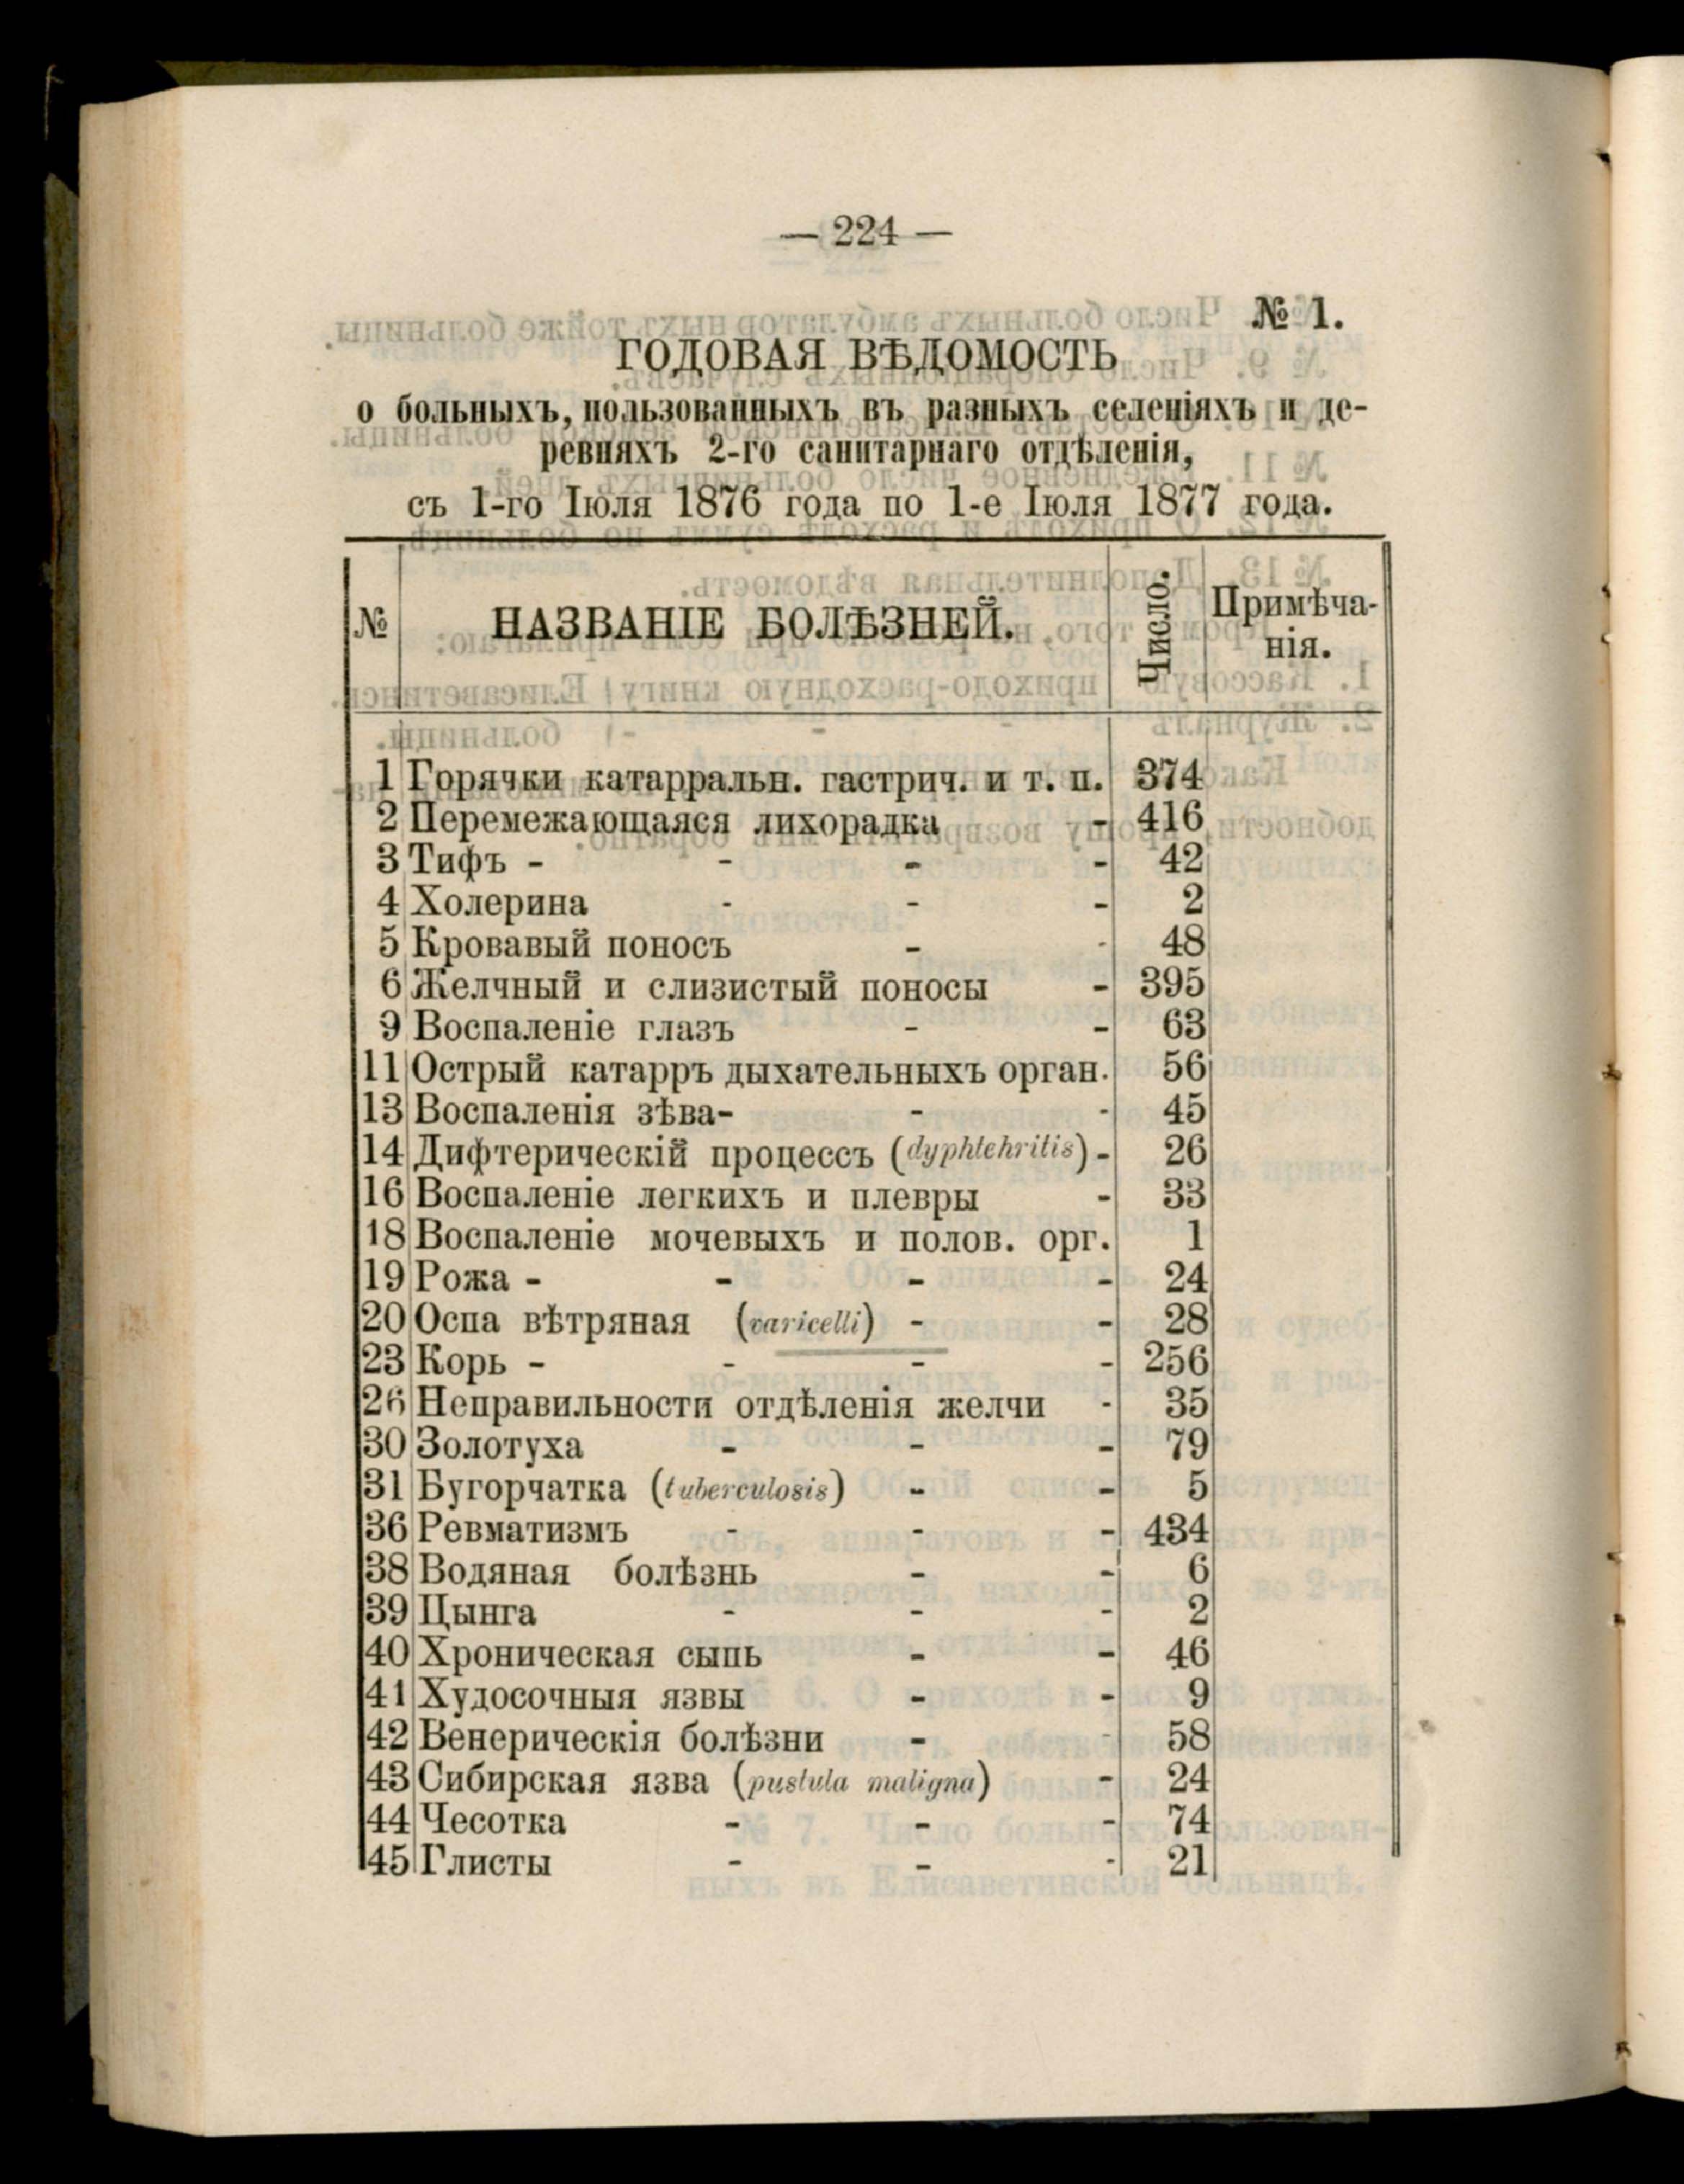 — 224 —
№ 1.
ГОДОВАЯ ВѢДОМОСТЬ
о больныхъ, пользованныхъ въ разныхъ селеніяхъ и де-
ревняхъ 2-го санитарнаго отдѣленія,
съ 1-го Іюля 1876 года по 1-е Іюля 1877 года.
№ НАЗВАНІЕ БОЛѢЗНЕЙ. Число. Примѣча-
нія.
1 Горячки катарральн. гастрич. и т. п. 374
2 Перемежающаяся лихорадка - 416
3 Тифъ - - - - 42
4 Холерина - - - 2
5 Кровавый поносъ - - 48
6 Желчный и слизистый поносы - 395
9 Воспаленіе глазъ - - 63
11 Острый катарръ дыхательныхъ орган. 56
13 Воспаленія зѣва- - - 45
14 Дифтерическій процессъ (dyphtehritis) - 26
16 Воспаленіе легкихъ и плевры - 33
18 Воспаленіе мочевыхъ и полов. орг. 1
19 Рожа - - - - 24
20 Оспа вѣтряная (varicelli) - - 28
23 Корь - - - - 256
26 Неправильности отдѣленія желчи - 35
30 Золотуха - - - 79
31 Бугорчатка (tuberculosis) - - 5
36 Ревматизмъ - - - 434
38 Водяная болѣзнь - - 6
39 Цынга - - - 2
40 Хроническая сыпь - - 46
41 Худосочныя язвы - - 9
42 Венерическія болѣзни - - 58
43 Сибирская язва (pustula maligna) - 24
44 Чесотка - - - 74
45 Глисты - - - 21